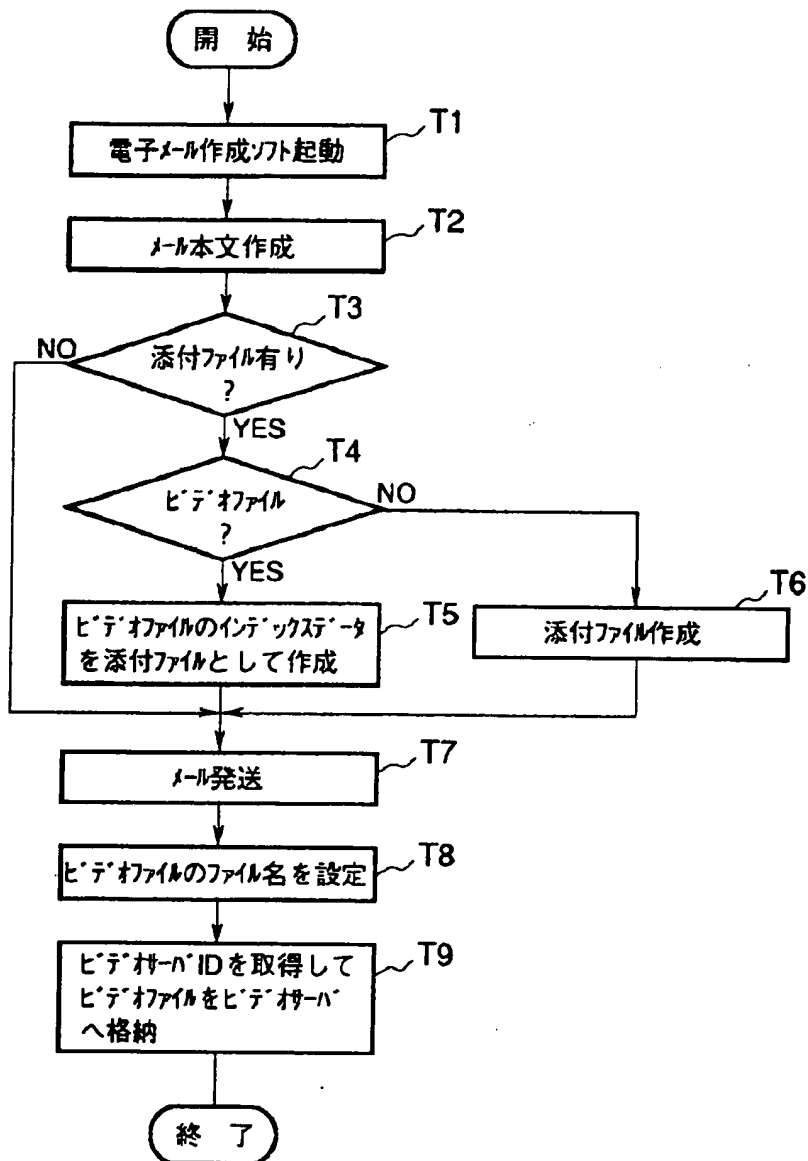 開 始
T1
電子ﾒｰﾙ作成ｿﾌﾄ起動
T2
ﾒｰﾙ本文作成
T3
NO
添付ﾌｧｲﾙ有り
?
YES
T4
ﾋﾞﾃﾞｵﾌｧｲﾙ
NO
?
YES
T5
ﾋﾞﾃﾞｵﾌｧｲﾙのｲﾝﾃﾞｯｸｽﾃﾞｰﾀ
を添付ﾌｧｲﾙとして作成
T6
添付ﾌｧｲﾙ作成
T7
ﾒｰﾙ発送
T8
ﾋﾞﾃﾞｵﾌｧｲﾙのﾌｧｲﾙ名を設定
T9
ﾋﾞﾃﾞｵｻｰﾊﾞIDを取得して
ﾋﾞﾃﾞｵﾌｧｲﾙをﾋﾞﾃﾞｵｻｰﾊﾞ
へ格納
終 了